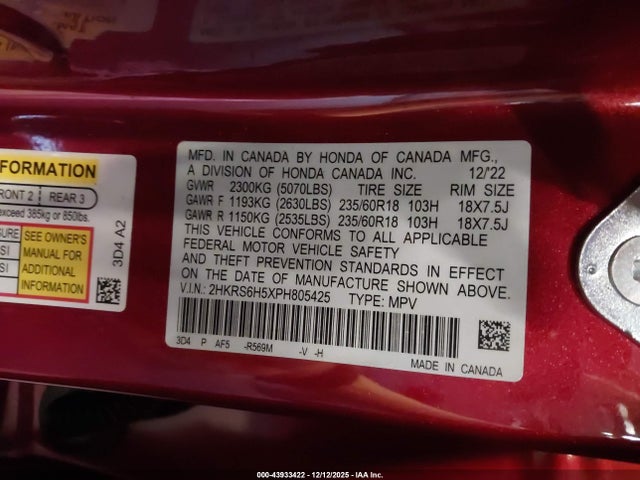 FORMATION
FRONT 2 REAR 3
exceed 385kg or 850lbs.
SEE OWNER'S
MANUAL FOR
ADDITIONAL
INFORMATION
SI
SI
3D4 A2
MFD. IN CANADA BY HONDA OF CANADA MFG.,
A DIVISION OF HONDA CANADA INC. 12/'22
GVWR 2300KG (5070LBS) TIRE SIZE RIM SIZE
GAWR F 1193KG (2630LBS) 235/60R18 103H 18X7.5J
GAWR R 1150KG (2535LBS) 235/60R18 103H 18X7.5J
THIS VEHICLE CONFORMS TO ALL APPLICABLE
FEDERAL MOTOR VEHICLE SAFETY
AND THEFT PREVENTION STANDARDS IN EFFECT
ON THE DATE OF MANUFACTURE SHOWN ABOVE.
V.I.N.: 2HKRS6H5XPH805425 TYPE: MPV
3D4 P AF5 -R569M -V -H
MADE IN CANADA
000-43933422 - 12/12/2025 - IAA Inc.